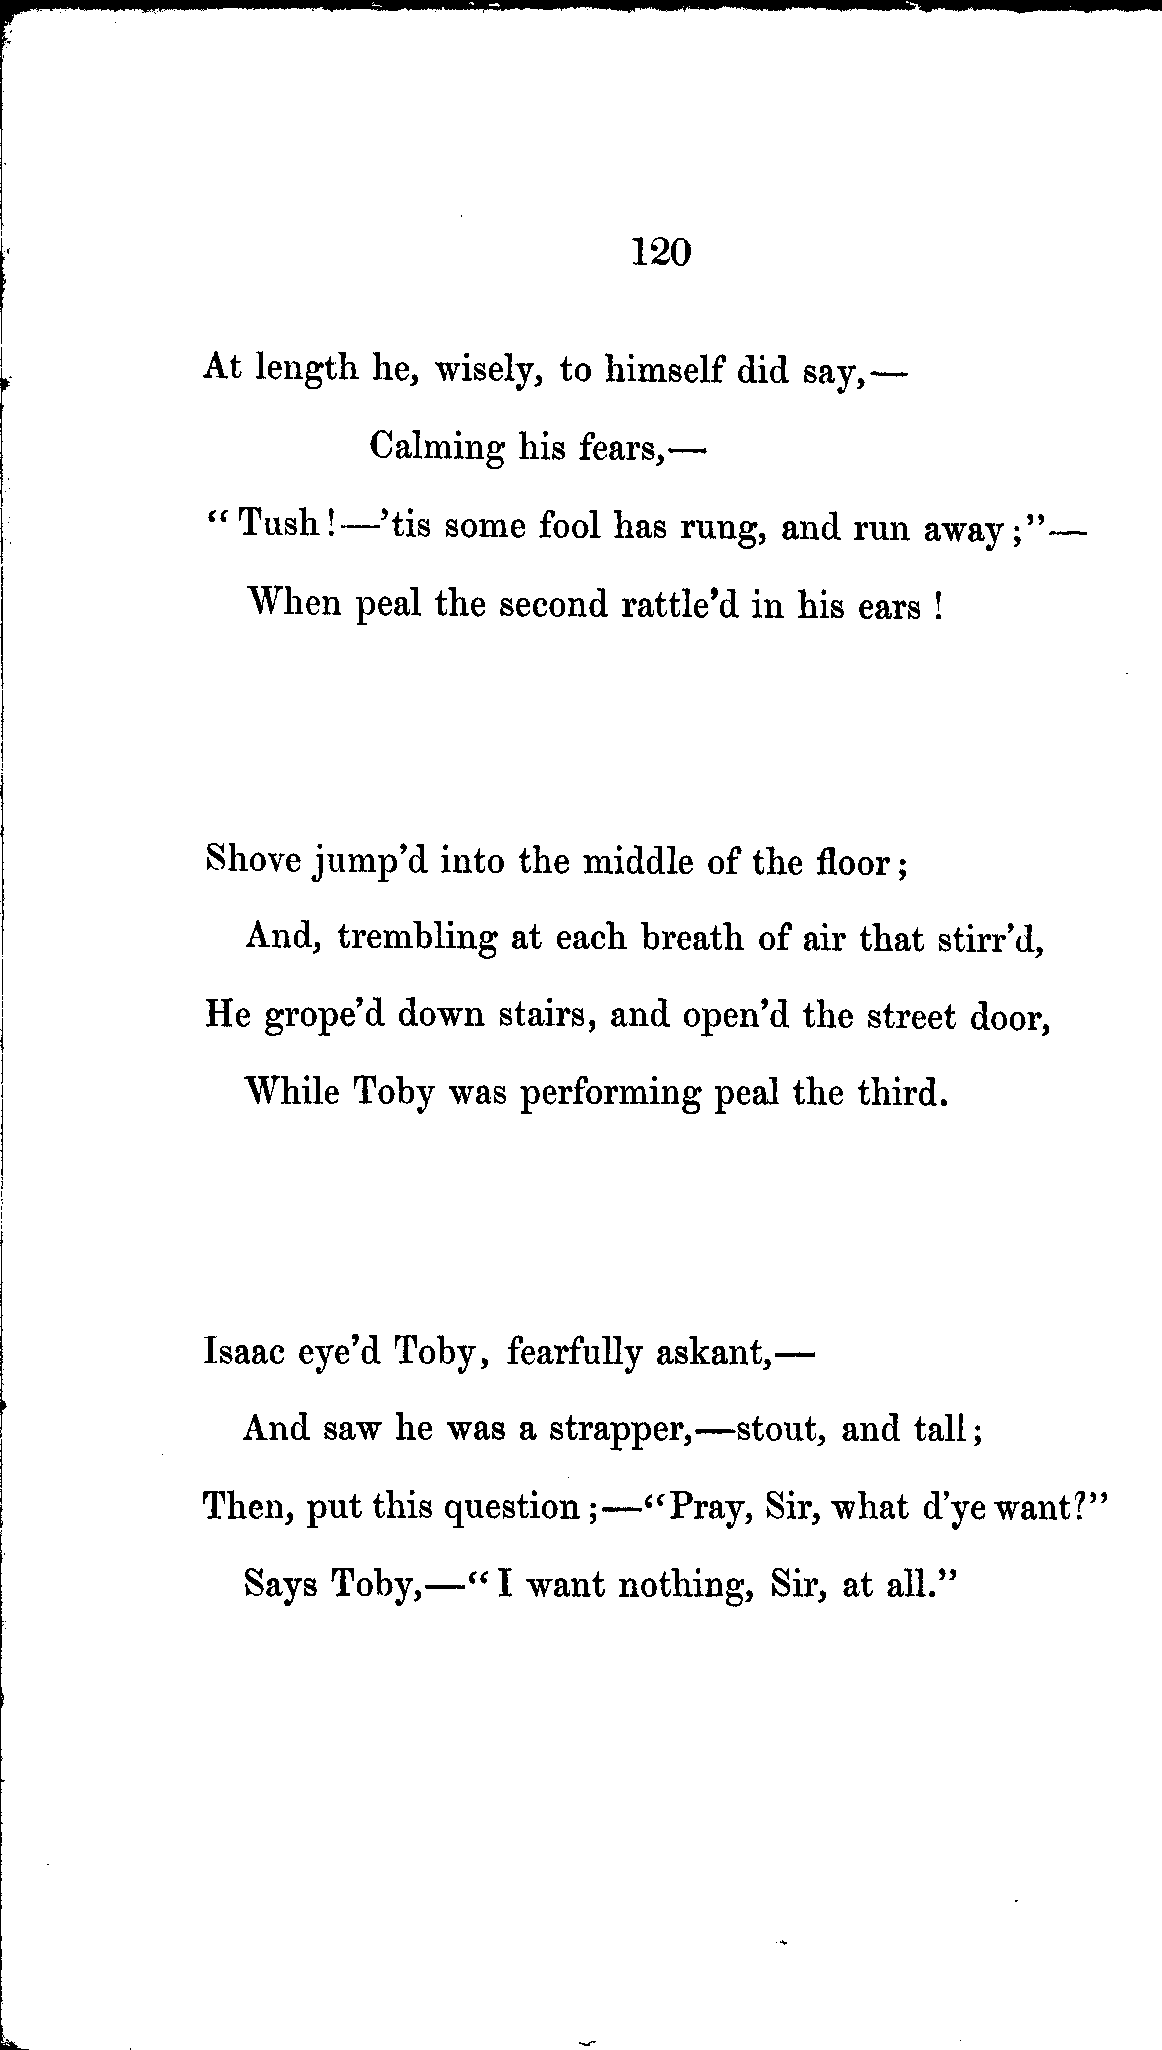 120
At length he, wisely, to himself did say,—
Calming his fears,—
"Tush!—'tis some fool has rung, and run away;"—
When peal the second rattle'd in his ears!
Shove jump'd into the middle of the floor;
And, trembling at each breath of air that stirr'd,
He grope'd down stairs, and open'd the street door,
While Toby was performing peal the third.
Isaac eye'd Toby, fearfully askant,—
And saw he was a strapper,—stout, and tall;
Then, put this question;—"Pray, Sir, what d'ye want?"
Says Toby,—"I want nothing, Sir, at all."